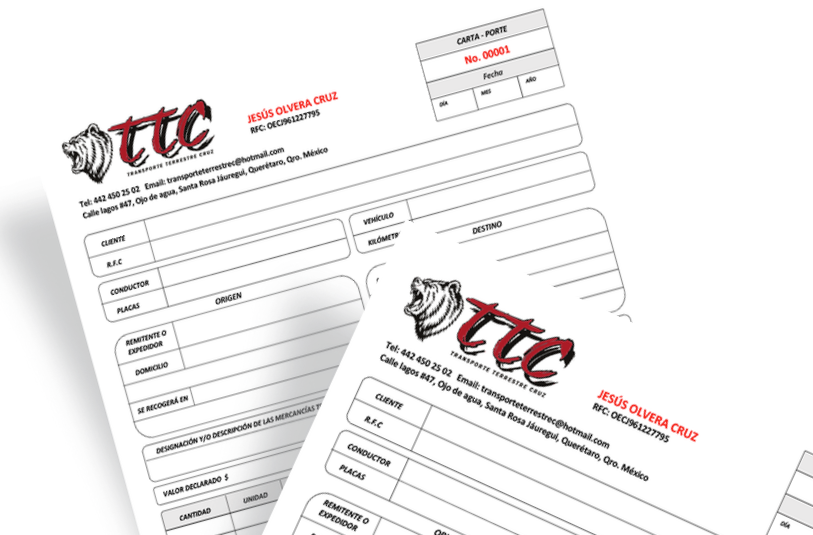 CARTA - PORTE
No. 00001
Fecha
DÍA MES AÑO
TTC
TRANSPORTE TERRESTRE CRUZ
JESÚS OLVERA CRUZ
RFC: OECJ961227795
Tel: 442 450 25 02 Email: transporteterrestrec@hotmail.com
Calle lagos #47, Ojo de agua, Santa Rosa Jáuregui, Querétaro, Qro. México
CLIENTE
R.F.C
CONDUCTOR
PLACAS
VEHÍCULO
KILÓMETR
ORIGEN
DESTINO
REMITENTE O
EXPEDIDOR
DOMICILIO
SE RECOGERÁ EN
DESIGNACIÓN Y/O DESCRIPCIÓN DE LAS MERCANCÍAS
VALOR DECLARADO $
CANTIDAD UNIDAD
TTC
TRANSPORTE TERRESTRE CRUZ
JESÚS OLVERA CRUZ
RFC: OECJ961227795
Tel: 442 450 25 02 Email: transporteterrestrec@hotmail.com
Calle lagos #47, Ojo de agua, Santa Rosa Jáuregui, Querétaro, Qro. México
CLIENTE
R.F.C
CONDUCTOR
PLACAS
REMITENTE O
EXPEDIDOR
DÍA